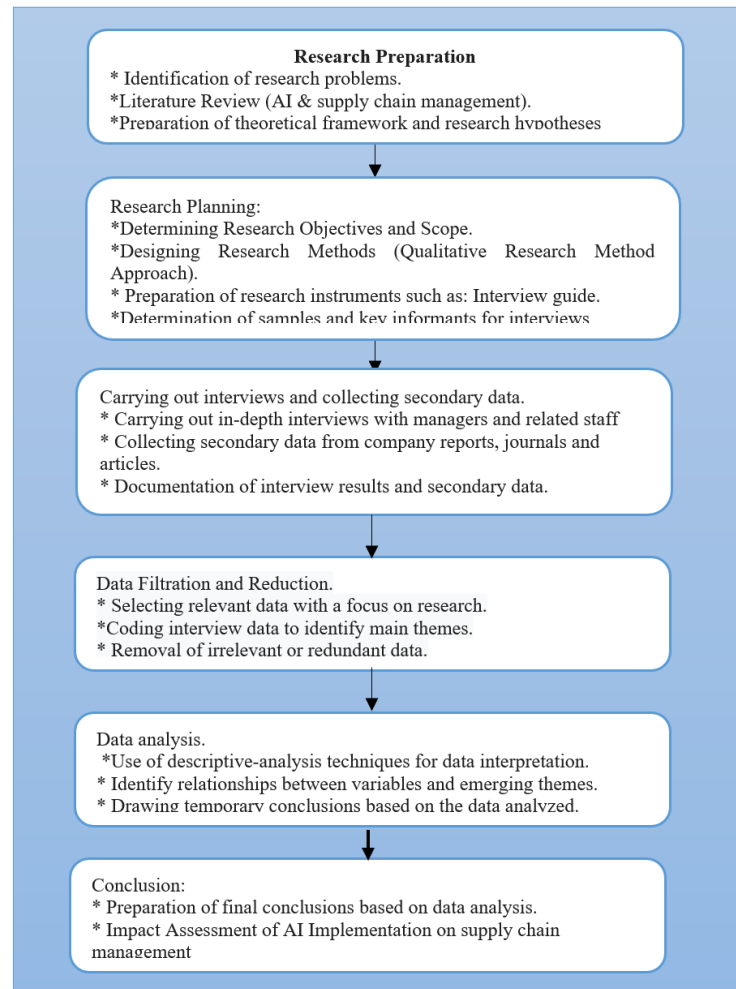 Research Preparation
* Identification of research problems.
*Literature Review (AI & supply chain management).
*Preparation of theoretical framework and research hypotheses
Research Planning:
*Determining Research Objectives and Scope.
*Designing Research Methods (Qualitative Research Method
Approach).
* Preparation of research instruments such as: Interview guide.
*Determination of samples and key informants for interviews
Carrying out interviews and collecting secondary data.
* Carrying out in-depth interviews with managers and related staff
* Collecting secondary data from company reports, journals and
articles.
* Documentation of interview results and secondary data.
Data Filtration and Reduction.
* Selecting relevant data with a focus on research.
*Coding interview data to identify main themes.
* Removal of irrelevant or redundant data.
Data analysis.
*Use of descriptive-analysis techniques for data interpretation.
* Identify relationships between variables and emerging themes.
* Drawing temporary conclusions based on the data analyzed.
Conclusion:
* Preparation of final conclusions based on data analysis.
* Impact Assessment of AI Implementation on supply chain
management